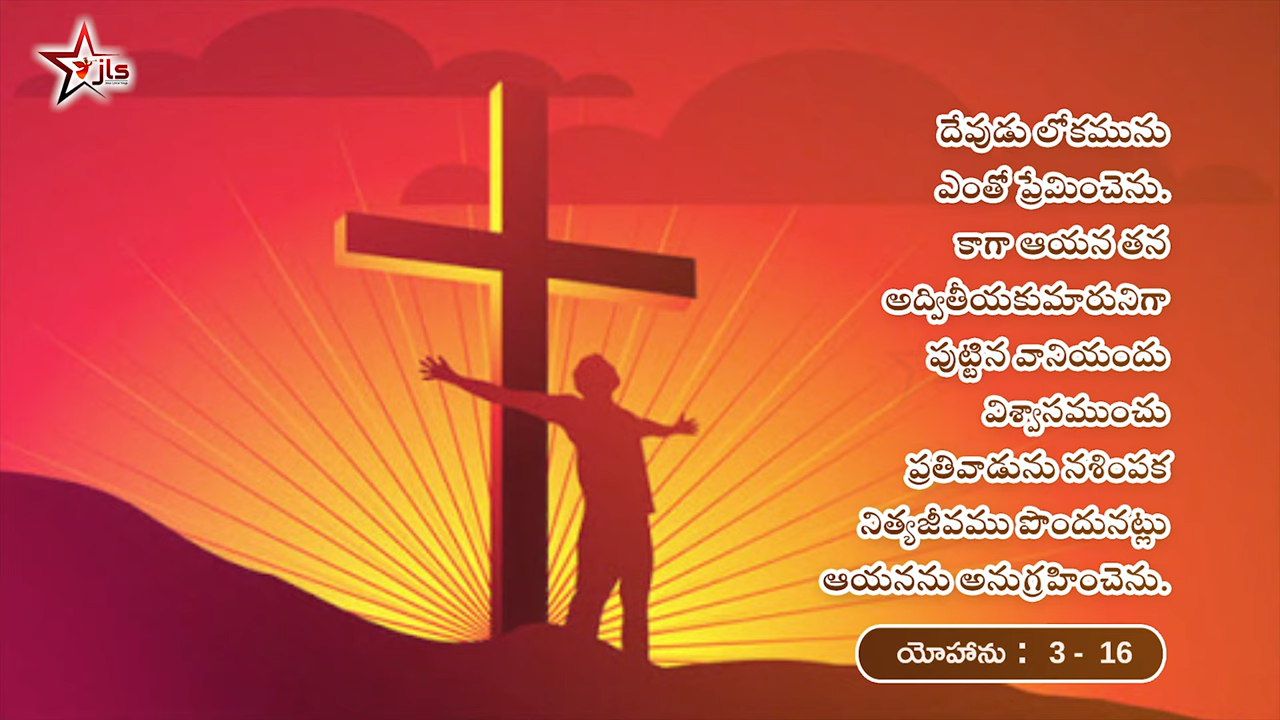 jls
దేవుడు లోకమును
ఎంతో ప్రేమించెను.
కాగా ఆయన తన
అద్వితీయకుమారునిగా
పుట్టిన వానియందు
విశ్వాసముంచు
ప్రతివాడును నశింపక
నిత్యజీవము పొందునట్లు
ఆయనను అనుగ్రహించెను.
యోహాను : 3 - 16